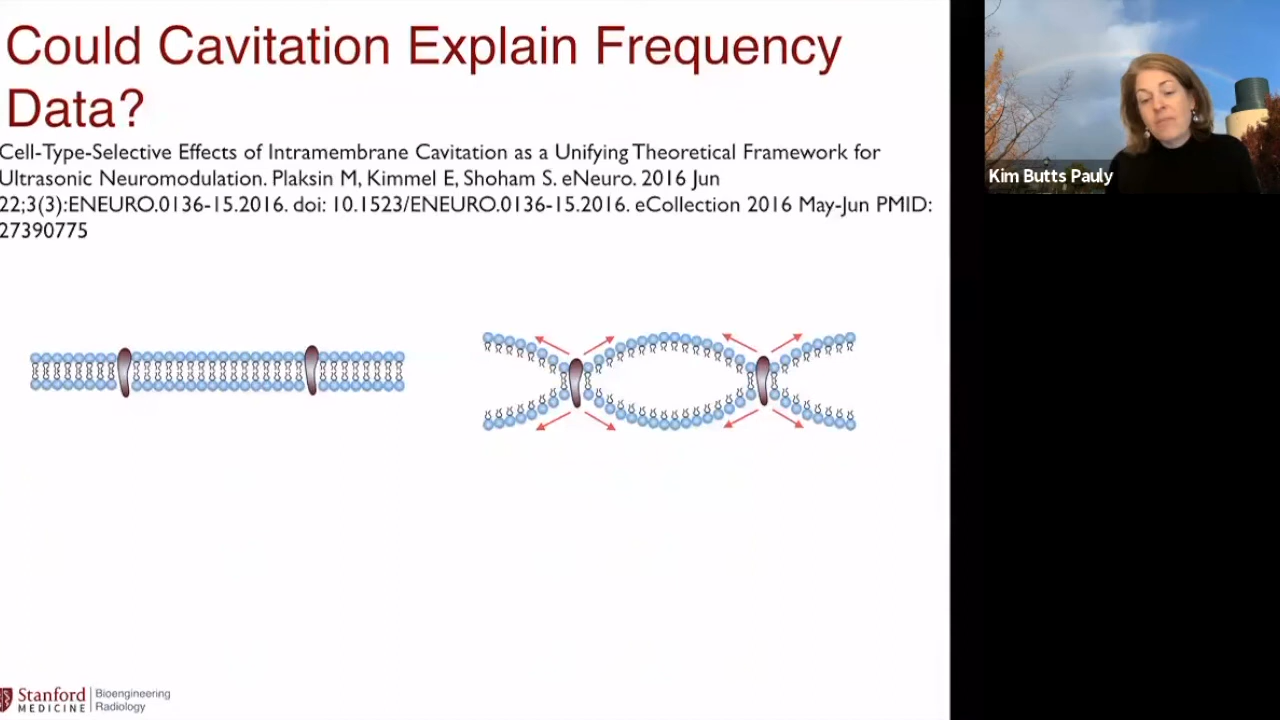 Could Cavitation Explain Frequency
Data?
Cell-Type-Selective Effects of Intramembrane Cavitation as a Unifying Theoretical Framework for
Ultrasonic Neuromodulation. Plaksin M, Kimmel E, Shoham S. eNeuro. 2016 Jun
22;3(3):ENEURO.0136-15.2016. doi: 10.1523/ENEURO.0136-15.2016. eCollection 2016 May-Jun PMID:
27390775
Kim Butts Pauly
Stanford
MEDICINE
Bioengineering
Radiology